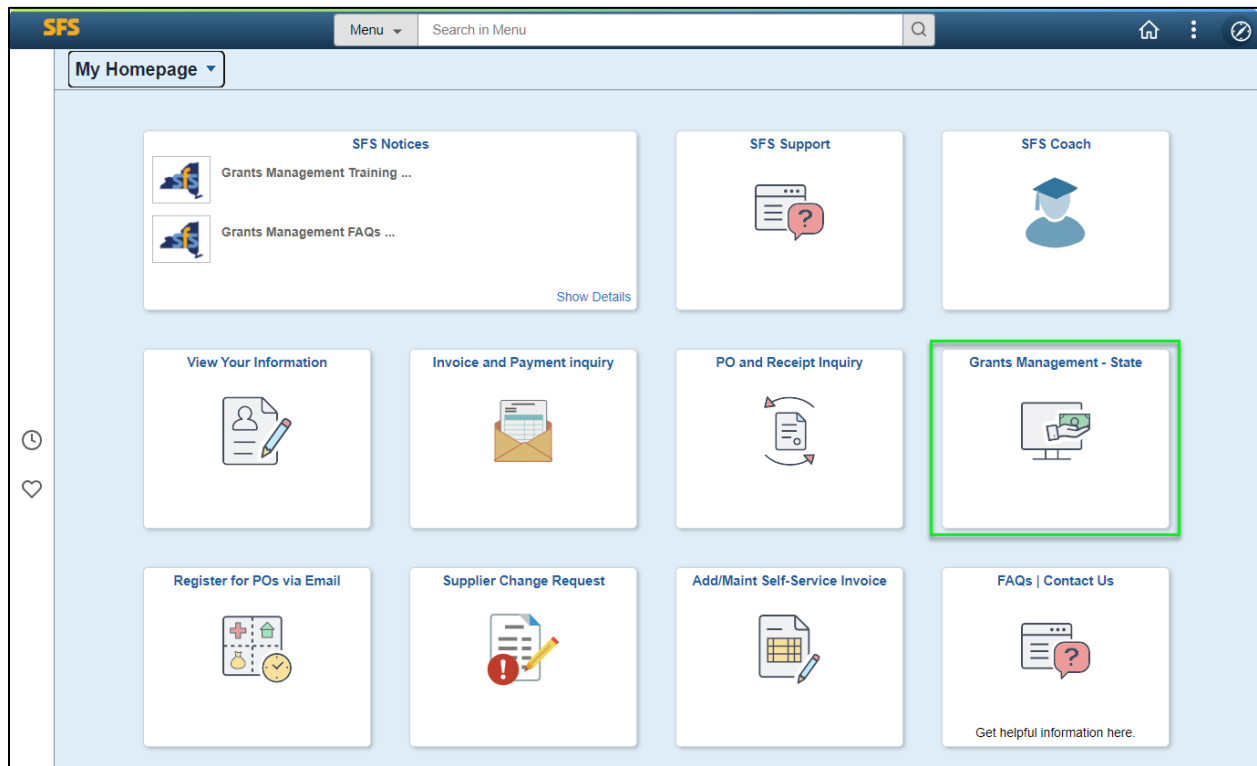 SFS
Menu
Search in Menu
My Homepage
SFS Notices
Grants Management Training ...
Grants Management FAQs ...
Show Details
SFS Support
SFS Coach
View Your Information
Invoice and Payment inquiry
PO and Receipt Inquiry
Grants Management - State
Register for POs via Email
Supplier Change Request
Add/Maint Self-Service Invoice
FAQs | Contact Us
Get helpful information here.
sfs
sfs